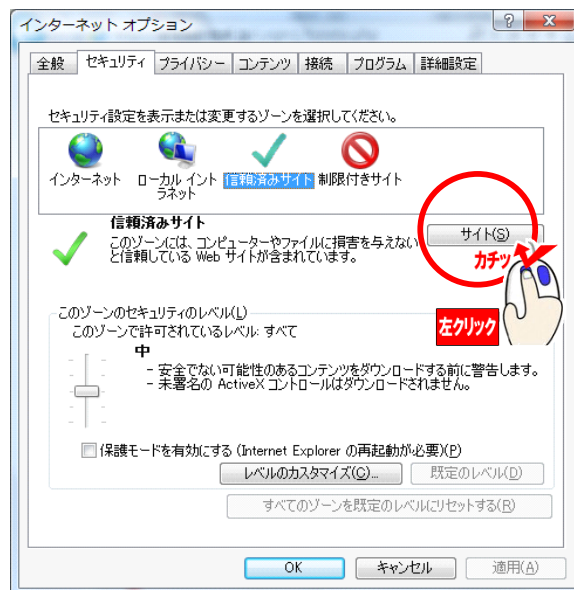 インターネット オプション
全般 セキュリティ プライバシー コンテンツ 接続 プログラム 詳細設定
セキュリティ設定を表示または変更するゾーンを選択してください。
インターネット ローカル イントラネット 信頼済みサイト 制限付きサイト
信頼済みサイト
このゾーンには、コンピューターやファイルに損害を与えない
と信頼している Web サイトが含まれています。
サイト(S)
カチッ
左クリック
このゾーンのセキュリティのレベル(L)
このゾーンで許可されているレベル: すべて
中
- 安全でない可能性のあるコンテンツをダウンロードする前に警告します。
- 未署名の ActiveX コントロールはダウンロードされません。
保護モードを有効にする (Internet Explorer の再起動が必要)(P)
レベルのカスタマイズ(C)... 既定のレベル(D)
すべてのゾーンを既定のレベルにリセットする(R)
OK キャンセル 適用(A)